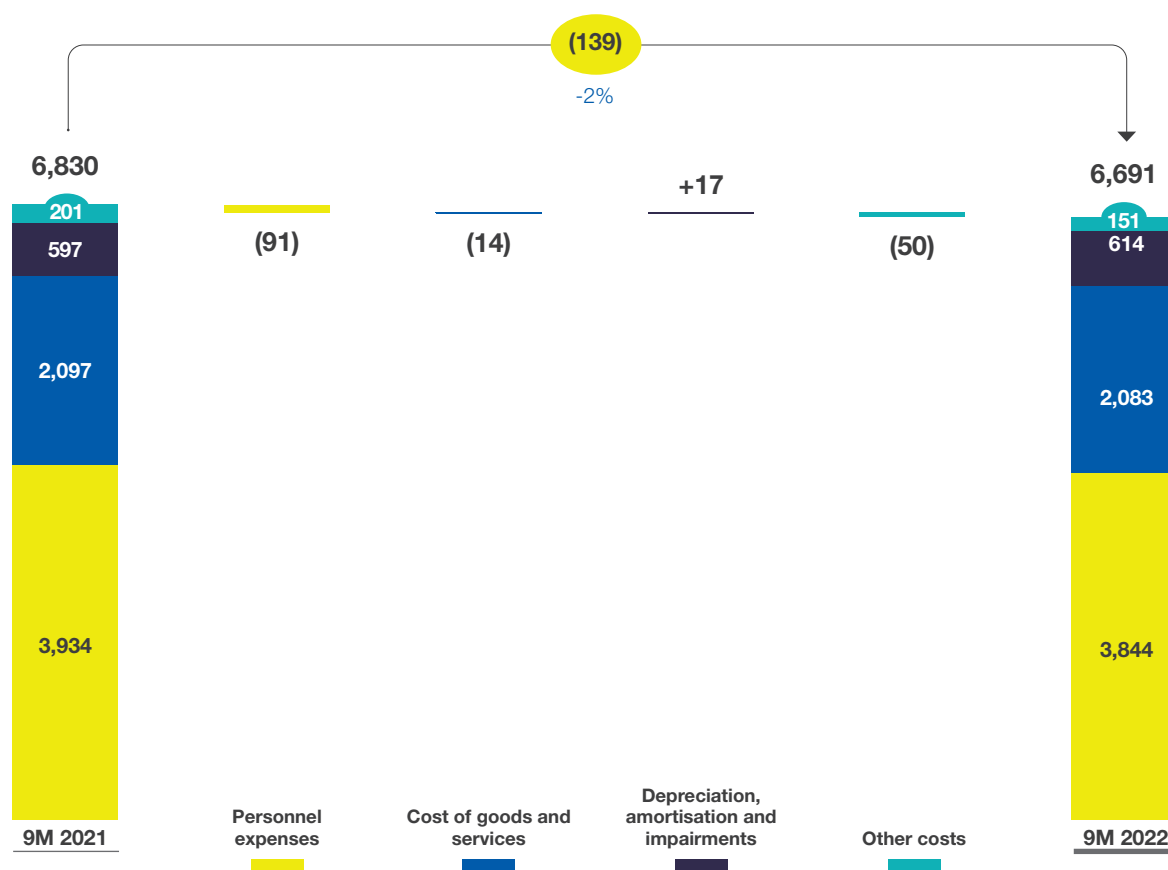 (139)
-2%
6,830
6,691
+17
201
151
(91)
(14)
(50)
597
614
2,097
2,083
3,934
3,844
Depreciation,
Personnel
Cost of goods and
amortisation and
expenses
services
impairments
Other costs
9M 2021
9M 2022